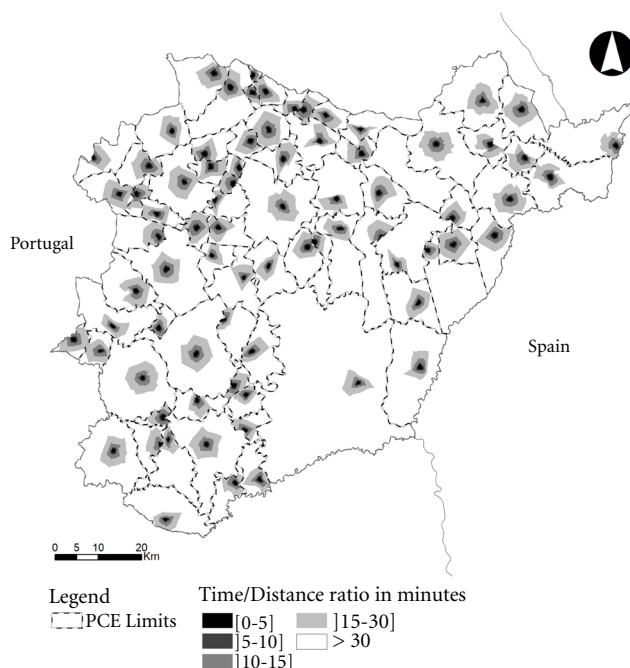 Portugal
Spain
0 5 10 20
Km
Legend
PCE Limits
Time/Distance ratio in minutes
[0-5]
]5-10]
]10-15]
]15-30]
> 30